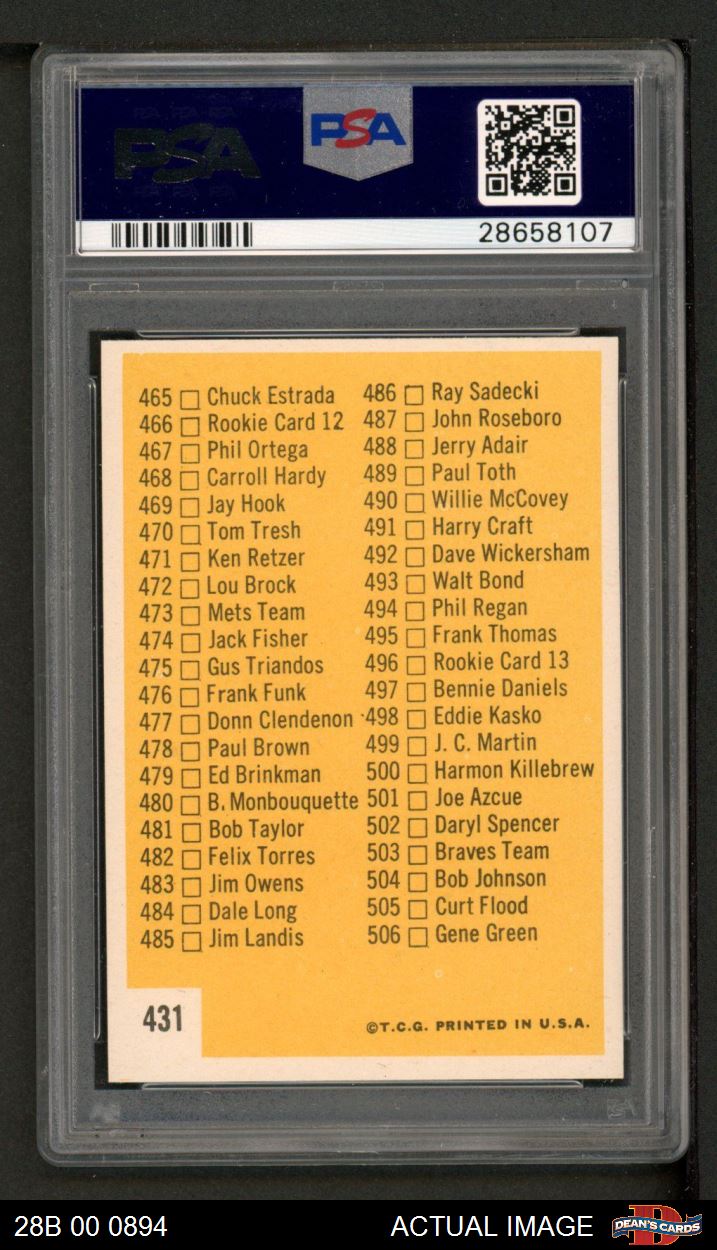 PSA
PSA
28658107
465 Chuck Estrada
466 Rookie Card 12
467 Phil Ortega
468 Carroll Hardy
469 Jay Hook
470 Tom Tresh
471 Ken Retzer
472 Lou Brock
473 Mets Team
474 Jack Fisher
475 Gus Triandos
476 Frank Funk
477 Donn Clendenon
478 Paul Brown
479 Ed Brinkman
480 B. Monbouquette
481 Bob Taylor
482 Felix Torres
483 Jim Owens
484 Dale Long
485 Jim Landis
486 Ray Sadecki
487 John Roseboro
488 Jerry Adair
489 Paul Toth
490 Willie McCovey
491 Harry Craft
492 Dave Wickersham
493 Walt Bond
494 Phil Regan
495 Frank Thomas
496 Rookie Card 13
497 Bennie Daniels
498 Eddie Kasko
499 J. C. Martin
500 Harmon Killebrew
501 Joe Azcue
502 Daryl Spencer
503 Braves Team
504 Bob Johnson
505 Curt Flood
506 Gene Green
431
©T.C.G. PRINTED IN U.S.A.
28B 00 0894
ACTUAL IMAGE
D
DEAN'S CARDS